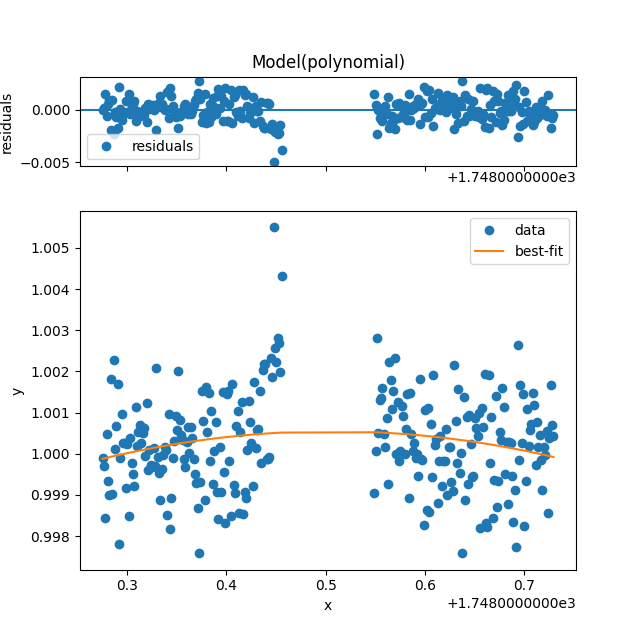 Model(polynomial)
residuals
0.000
−0.005
residuals
+1.7480000000e3
1.005
1.004
1.003
1.002
1.001
1.000
0.999
0.998
y
data
best-fit
0.3 0.4 0.5 0.6 0.7
x
+1.7480000000e3